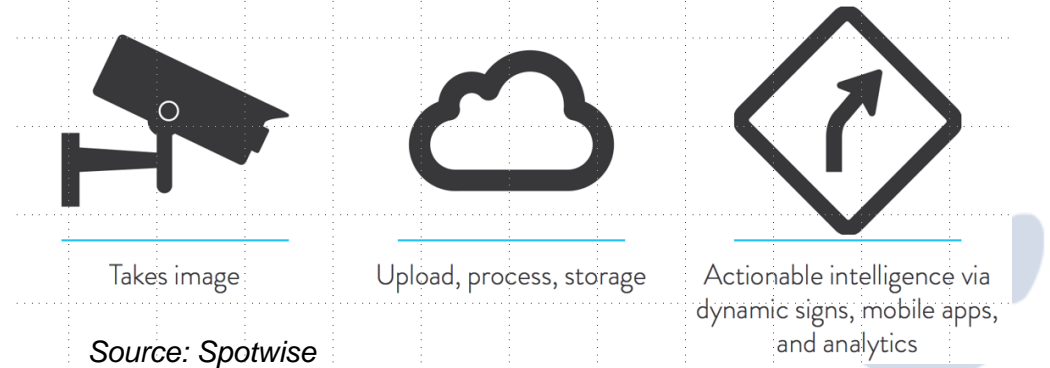 Takes image
Upload, process, storage
Actionable intelligence via
dynamic signs, mobile apps,
and analytics
Source: Spotwise